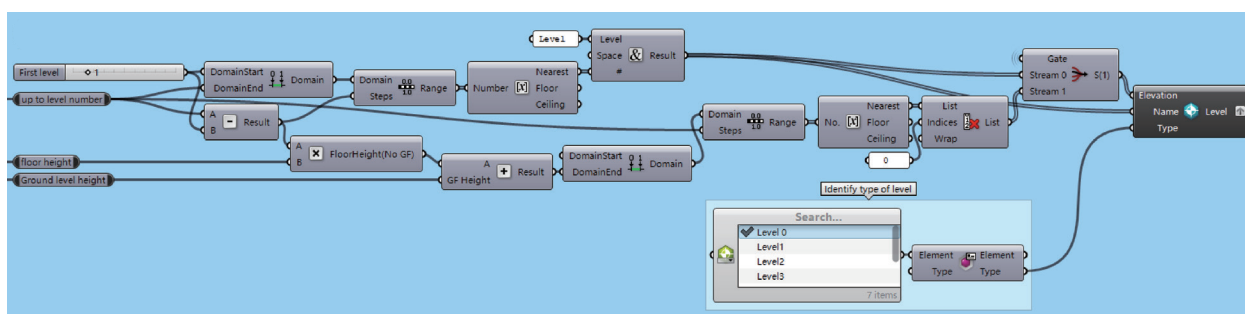 Level
Level
Space & Result
#
First level 1
DomainStart
DomainEnd
Domain
Domain
Steps
Range
Number
Nearest
Floor
Ceiling
Gate
Stream 0
Stream 1
S(1)
up to level number
A
B
Result
Domain
Steps
Range
No.
Nearest
Floor
Ceiling
List
Indices
Wrap
List
Elevation
Name
Type
Level
0
floor height
A
B
FloorHeight(No GF)
Ground level height
A
GF Height
Result
DomainStart
DomainEnd
Domain
Identify type of level
Search...
Level 0
Level1
Level2
Level3
7 items
Element
Type
Element
Type